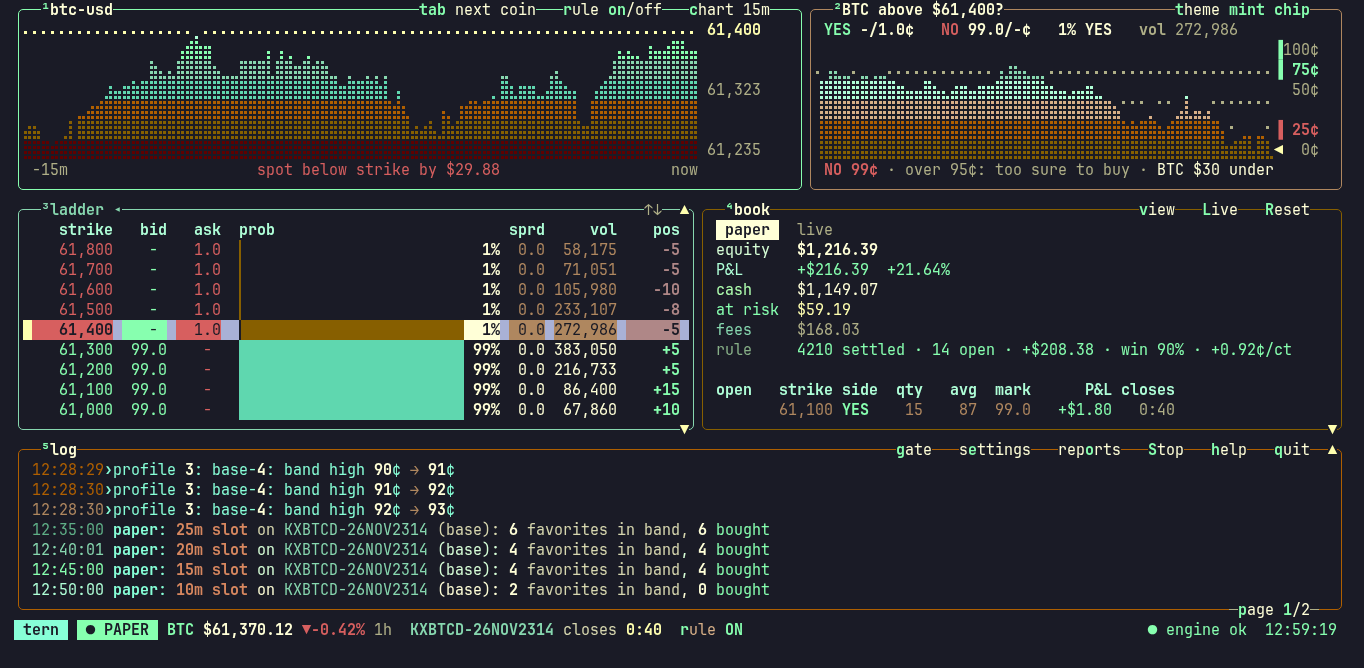 ¹btc-usd tab next coin rule on/off chart 15m
61,400
61,323
61,235
-15m spot below strike by $29.88 now
²BTC above $61,400? theme mint chip
YES -/1.0¢ NO 99.0/-¢ 1% YES vol 272,986
100¢
75¢
50¢
25¢
0¢
NO 99¢ · over 95¢: too sure to buy · BTC $30 under
³ladder ◂ ↑↓ ▲
strike bid ask prob sprd vol pos
61,800 - 1.0 1% 0.0 58,175 -5
61,700 - 1.0 1% 0.0 71,051 -5
61,600 - 1.0 1% 0.0 105,980 -10
61,500 - 1.0 1% 0.0 233,107 -8
61,400 - 1.0 1% 0.0 272,986 -5
61,300 99.0 - 99% 0.0 383,050 +5
61,200 99.0 - 99% 0.0 216,733 +5
61,100 99.0 - 99% 0.0 86,400 +15
61,000 99.0 - 99% 0.0 67,860 +10
⁴book view Live Reset
paper live
equity $1,216.39
P&L +$216.39 +21.64%
cash $1,149.07
at risk $59.19
fees $168.03
rule 4210 settled · 14 open · +$208.38 · win 90% · +0.92¢/ct
open strike side qty avg mark P&L closes
61,100 YES 15 87 99.0 +$1.80 0:40
⁵log gate settings reports Stop help quit ▲
12:28:29›profile 3: base-4: band high 90¢ → 91¢
12:28:30›profile 3: base-4: band high 91¢ → 92¢
12:28:30›profile 3: base-4: band high 92¢ → 93¢
12:35:00 paper: 25m slot on KXBTCD-26NOV2314 (base): 6 favorites in band, 6 bought
12:40:01 paper: 20m slot on KXBTCD-26NOV2314 (base): 4 favorites in band, 4 bought
12:45:00 paper: 15m slot on KXBTCD-26NOV2314 (base): 4 favorites in band, 4 bought
12:50:00 paper: 10m slot on KXBTCD-26NOV2314 (base): 2 favorites in band, 0 bought
page 1/2
tern ● PAPER BTC $61,370.12 ▼-0.42% 1h KXBTCD-26NOV2314 closes 0:40 rule ON ● engine ok 12:59:19